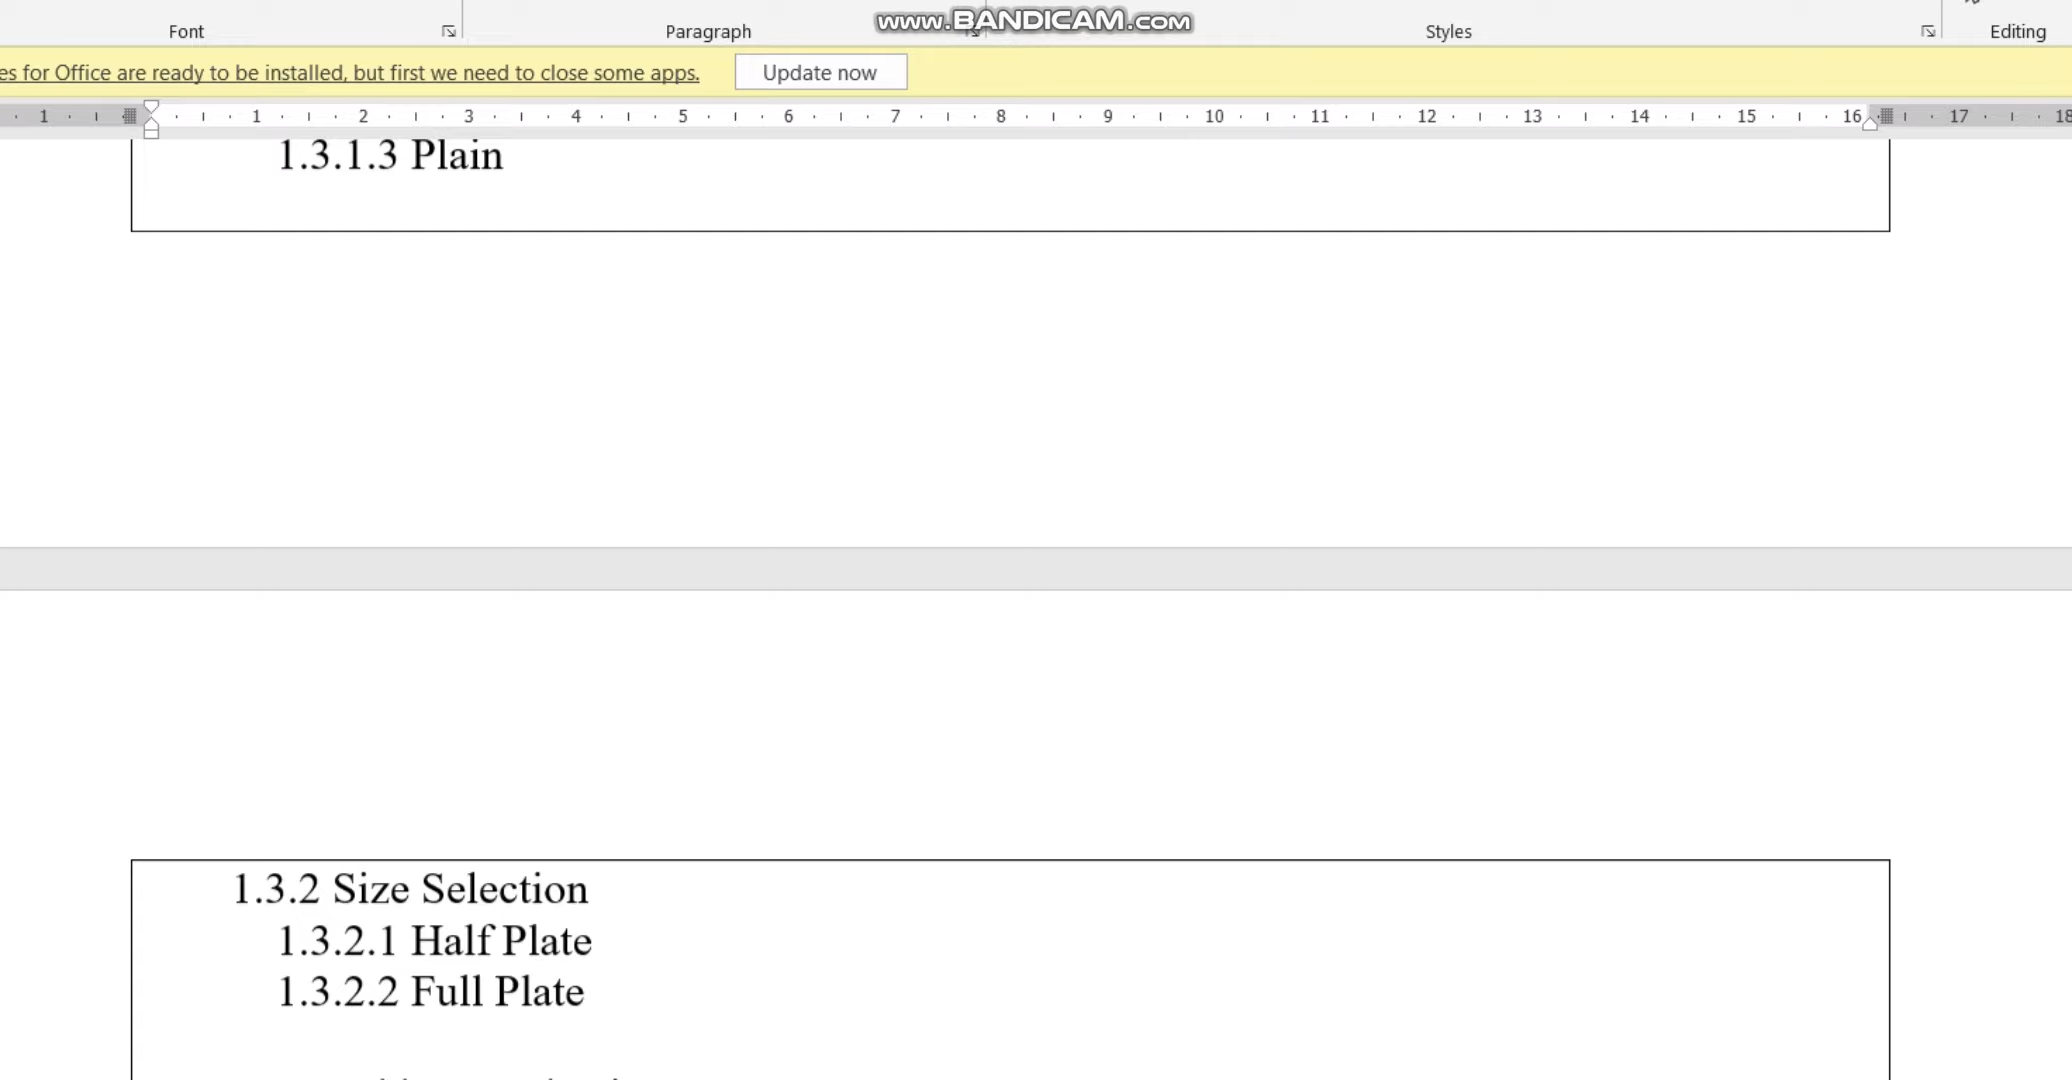 www.BANDICAM.com
Font Paragraph Styles Editing
es for Office are ready to be installed, but first we need to close some apps. Update now
1 1 2 3 4 5 6 7 8 9 10 11 12 13 14 15 16 17 18
1.3.1.3 Plain
1.3.2 Size Selection
1.3.2.1 Half Plate
1.3.2.2 Full Plate